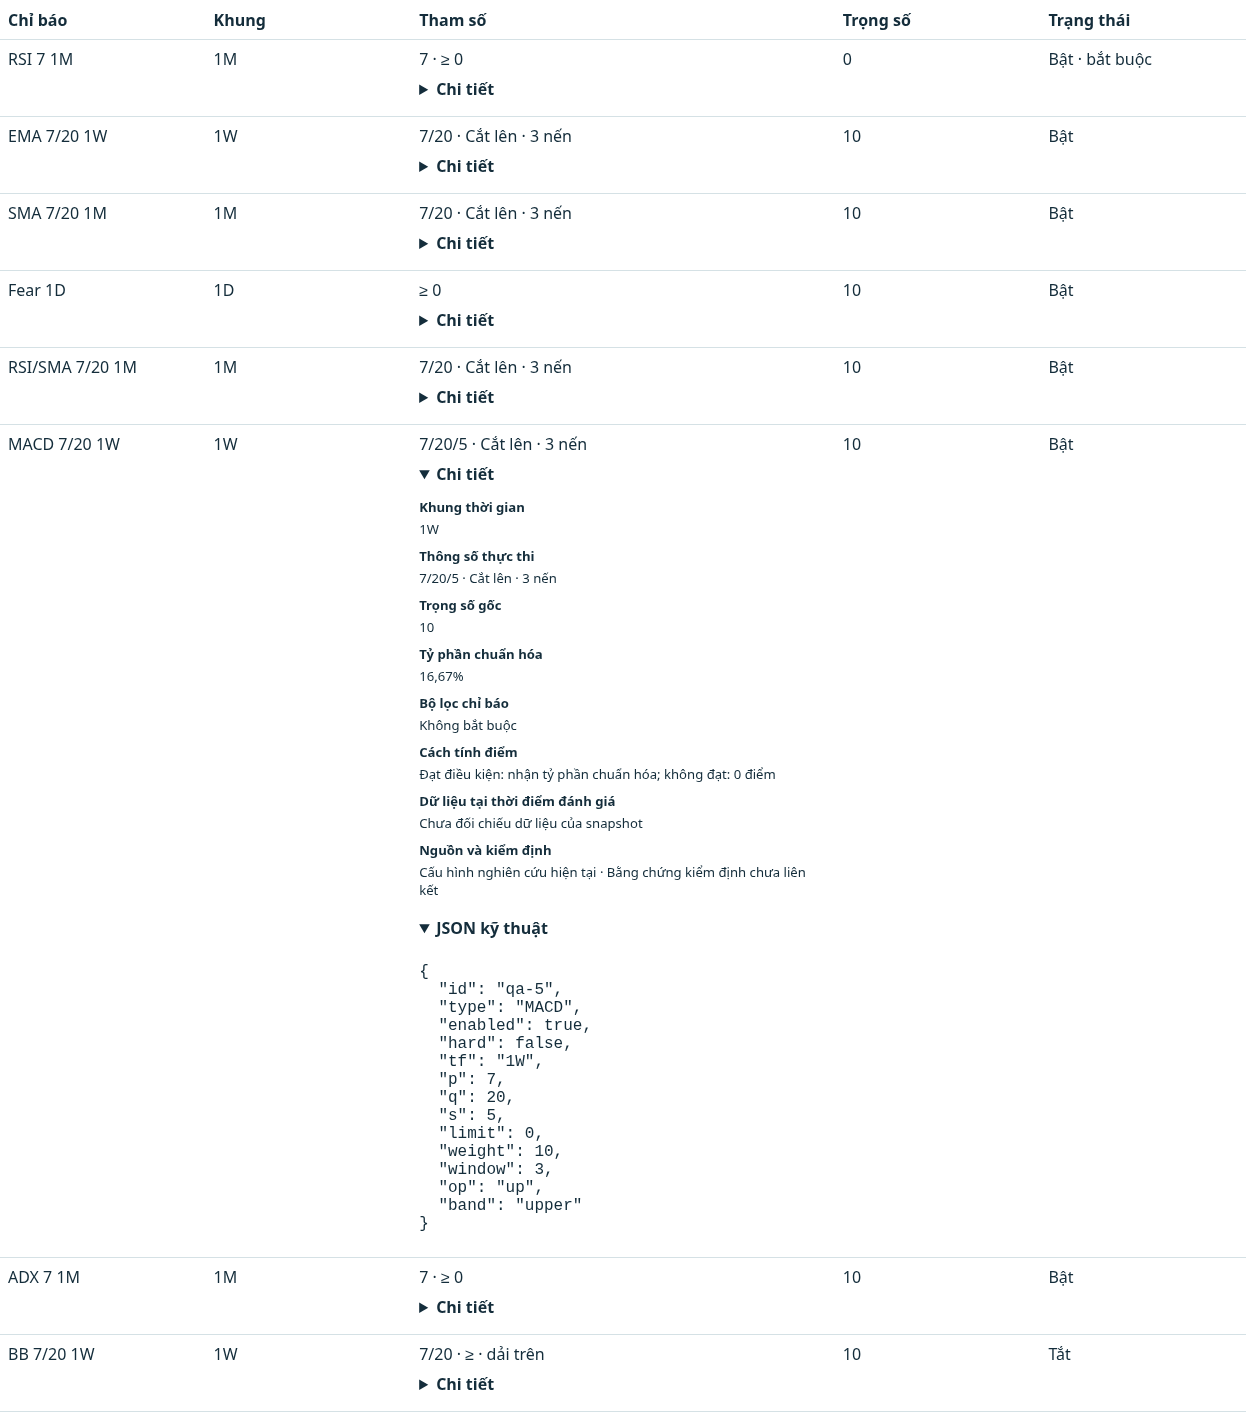 Chỉ báo Khung Tham số Trọng số Trạng thái
RSI 7 1M 1M 7 · ≥ 0 0 Bật · bắt buộc
▶ Chi tiết
EMA 7/20 1W 1W 7/20 · Cắt lên · 3 nến 10 Bật
▶ Chi tiết
SMA 7/20 1M 1M 7/20 · Cắt lên · 3 nến 10 Bật
▶ Chi tiết
Fear 1D 1D ≥ 0 10 Bật
▶ Chi tiết
RSI/SMA 7/20 1M 1M 7/20 · Cắt lên · 3 nến 10 Bật
▶ Chi tiết
MACD 7/20 1W 1W 7/20/5 · Cắt lên · 3 nến 10 Bật
▼ Chi tiết
Khung thời gian
1W
Thông số thực thi
7/20/5 · Cắt lên · 3 nến
Trọng số gốc
10
Tỷ phần chuẩn hóa
16,67%
Bộ lọc chỉ báo
Không bắt buộc
Cách tính điểm
Đạt điều kiện: nhận tỷ phần chuẩn hóa; không đạt: 0 điểm
Dữ liệu tại thời điểm đánh giá
Chưa đối chiếu dữ liệu của snapshot
Nguồn và kiểm định
Cấu hình nghiên cứu hiện tại · Bằng chứng kiểm định chưa liên
kết
▼ JSON kỹ thuật
{
  "id": "qa-5",
  "type": "MACD",
  "enabled": true,
  "hard": false,
  "tf": "1W",
  "p": 7,
  "q": 20,
  "s": 5,
  "limit": 0,
  "weight": 10,
  "window": 3,
  "op": "up",
  "band": "upper"
}
ADX 7 1M 1M 7 · ≥ 0 10 Bật
▶ Chi tiết
BB 7/20 1W 1W 7/20 · ≥ · dải trên 10 Tắt
▶ Chi tiết